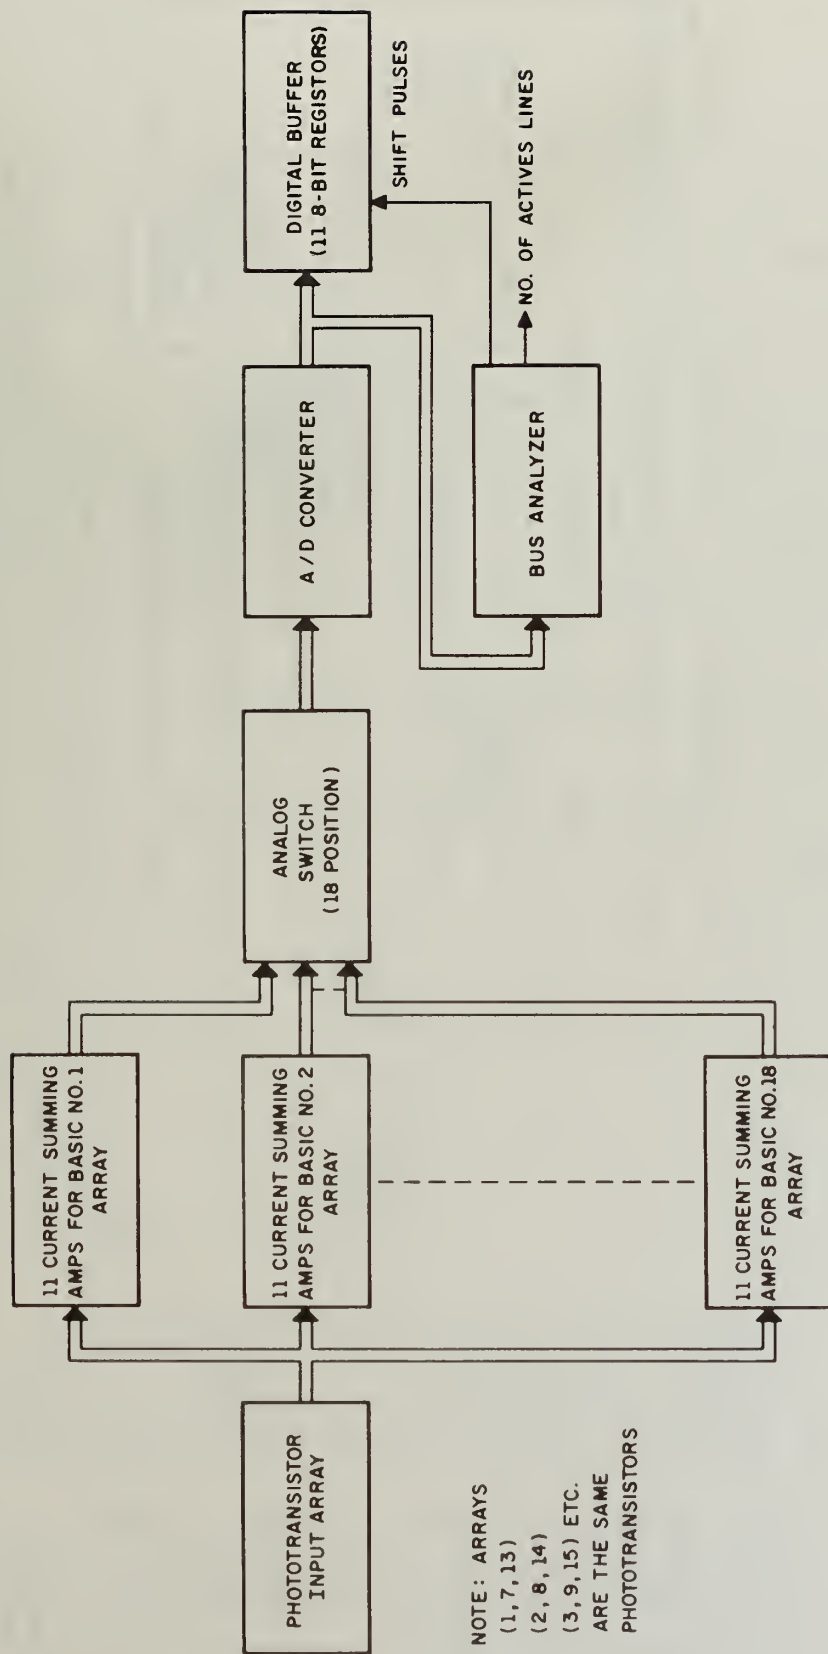 PHOTOTRANSISTOR
INPUT ARRAY
11 CURRENT SUMMING
AMPS FOR BASIC NO.1
ARRAY
11 CURRENT SUMMING
AMPS FOR BASIC NO.2
ARRAY
11 CURRENT SUMMING
AMPS FOR BASIC NO.18
ARRAY
ANALOG
SWITCH
(18 POSITION)
A/D CONVERTER
DIGITAL BUFFER
(11 8-BIT REGISTORS)
SHIFT PULSES
BUS ANALYZER
NO. OF ACTIVES LINES
NOTE: ARRAYS
(1,7,13)
(2,8,14)
(3,9,15) ETC.
ARE THE SAME
PHOTOTRANSISTORS